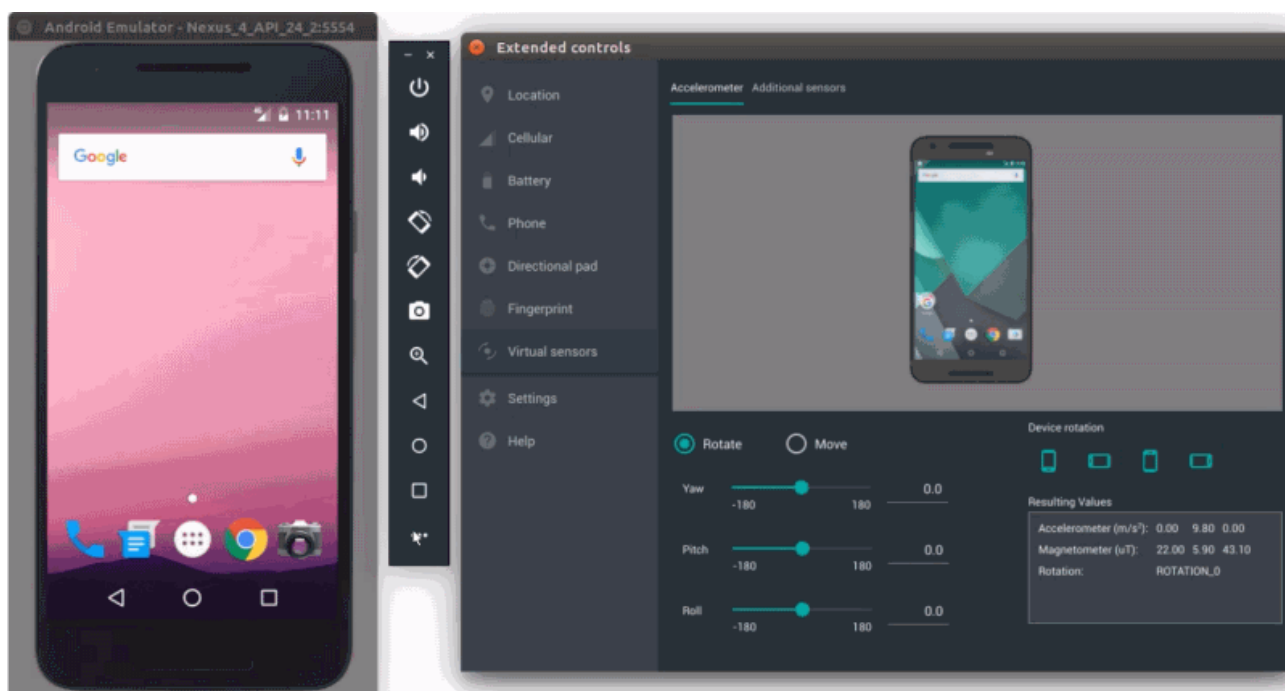 Android Emulator - Nexus_4_API_24_2:5554
11:11
Google
Extended controls
Location
Cellular
Battery
Phone
Directional pad
Fingerprint
Virtual sensors
Settings
Help
Accelerometer Additional sensors
Rotate Move
Yaw 0.0
-180 180
Pitch 0.0
-180 180
Roll 0.0
-180 180
Device rotation
Resulting Values
Accelerometer (m/s²): 0.00 9.80 0.00
Magnetometer (uT): 22.00 5.90 43.10
Rotation: ROTATION_0